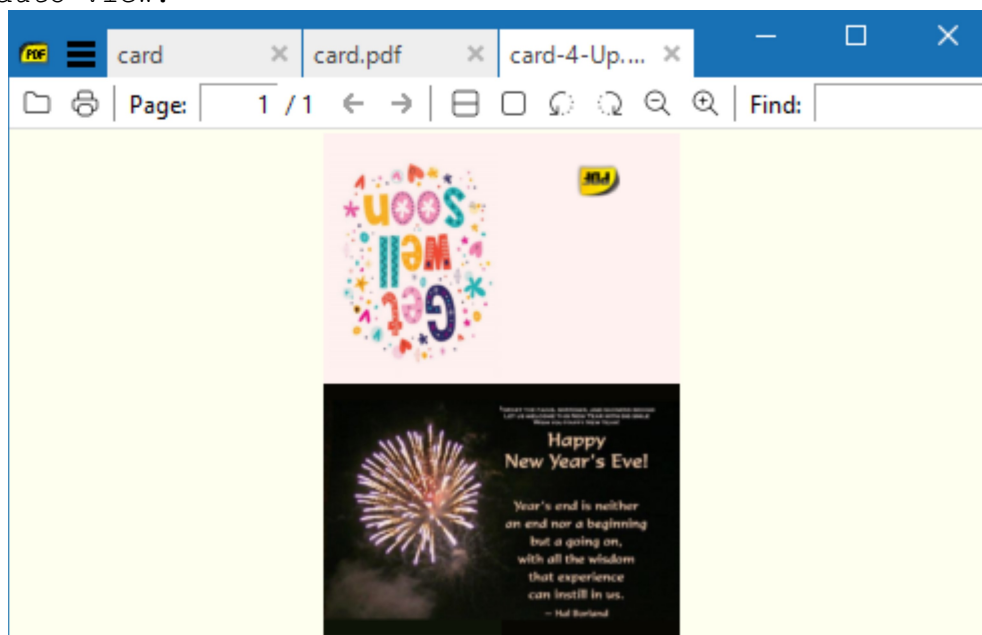 card
card.pdf
card-4-Up....
PDF
Page: 1 / 1
Find:
PDF
Get
well
soon
Happy
New Year's Eve!
Year's end is neither
an end nor a beginning
but a going on,
with all the wisdom
that experience
can instill in us.
— Hal Borland